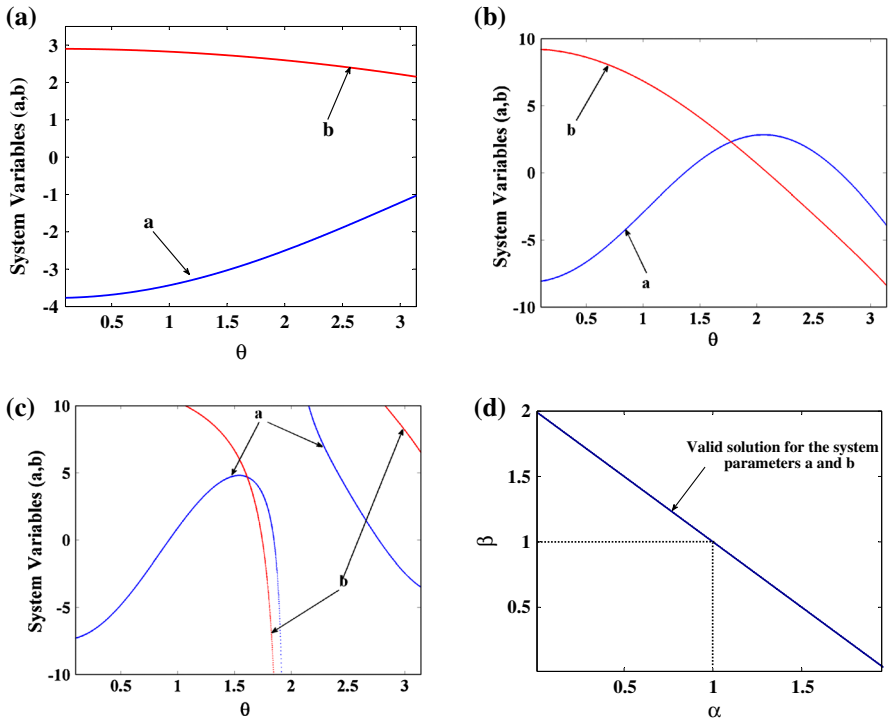 (a)
System Variables (a,b)
3
2
1
0
-1
-2
-3
-4
b
a
0.5
1
1.5
2
2.5
3
θ
(b)
System Variables (a,b)
10
5
0
-5
-10
b
a
0.5
1
1.5
2
2.5
3
θ
(c)
System Variables (a,b)
10
5
0
-5
-10
a
b
0.5
1
1.5
2
2.5
3
θ
(d)
β
2
1.5
1
0.5
Valid solution for the system
parameters a and b
0.5
1
1.5
α